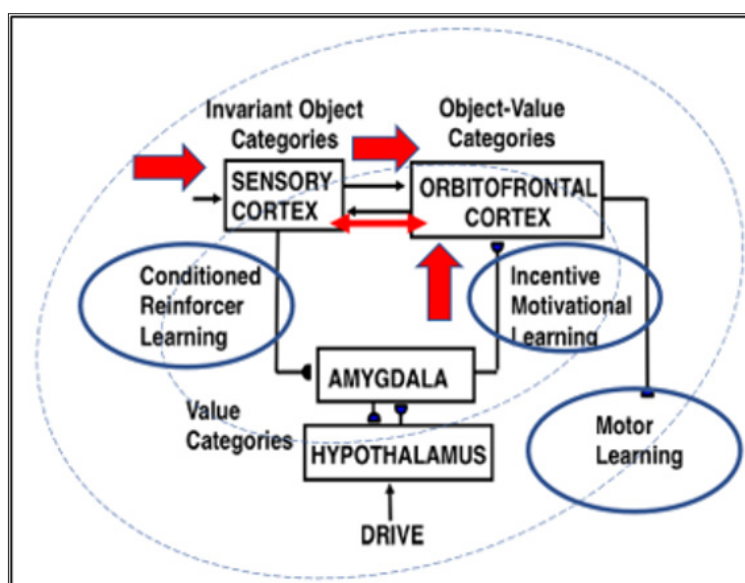 Invariant Object
Categories
Object-Value
Categories
SENSORY
CORTEX
ORBITOFRONTAL
CORTEX
Conditioned
Reinforcer
Learning
Incentive
Motivational
Learning
AMYGDALA
Value
Categories
HYPOTHALAMUS
Motor
Learning
DRIVE